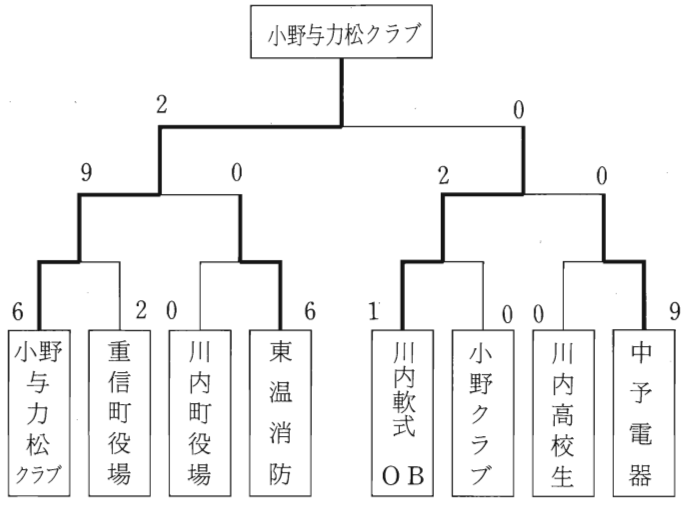 小野与力松クラブ
2
0
9
0
2
0
6
2
0
6
1
0
0
9
小野与力松クラブ
重信町役場
川内町役場
東温消防
川内軟式OB
小野クラブ
川内高校生
中予電器